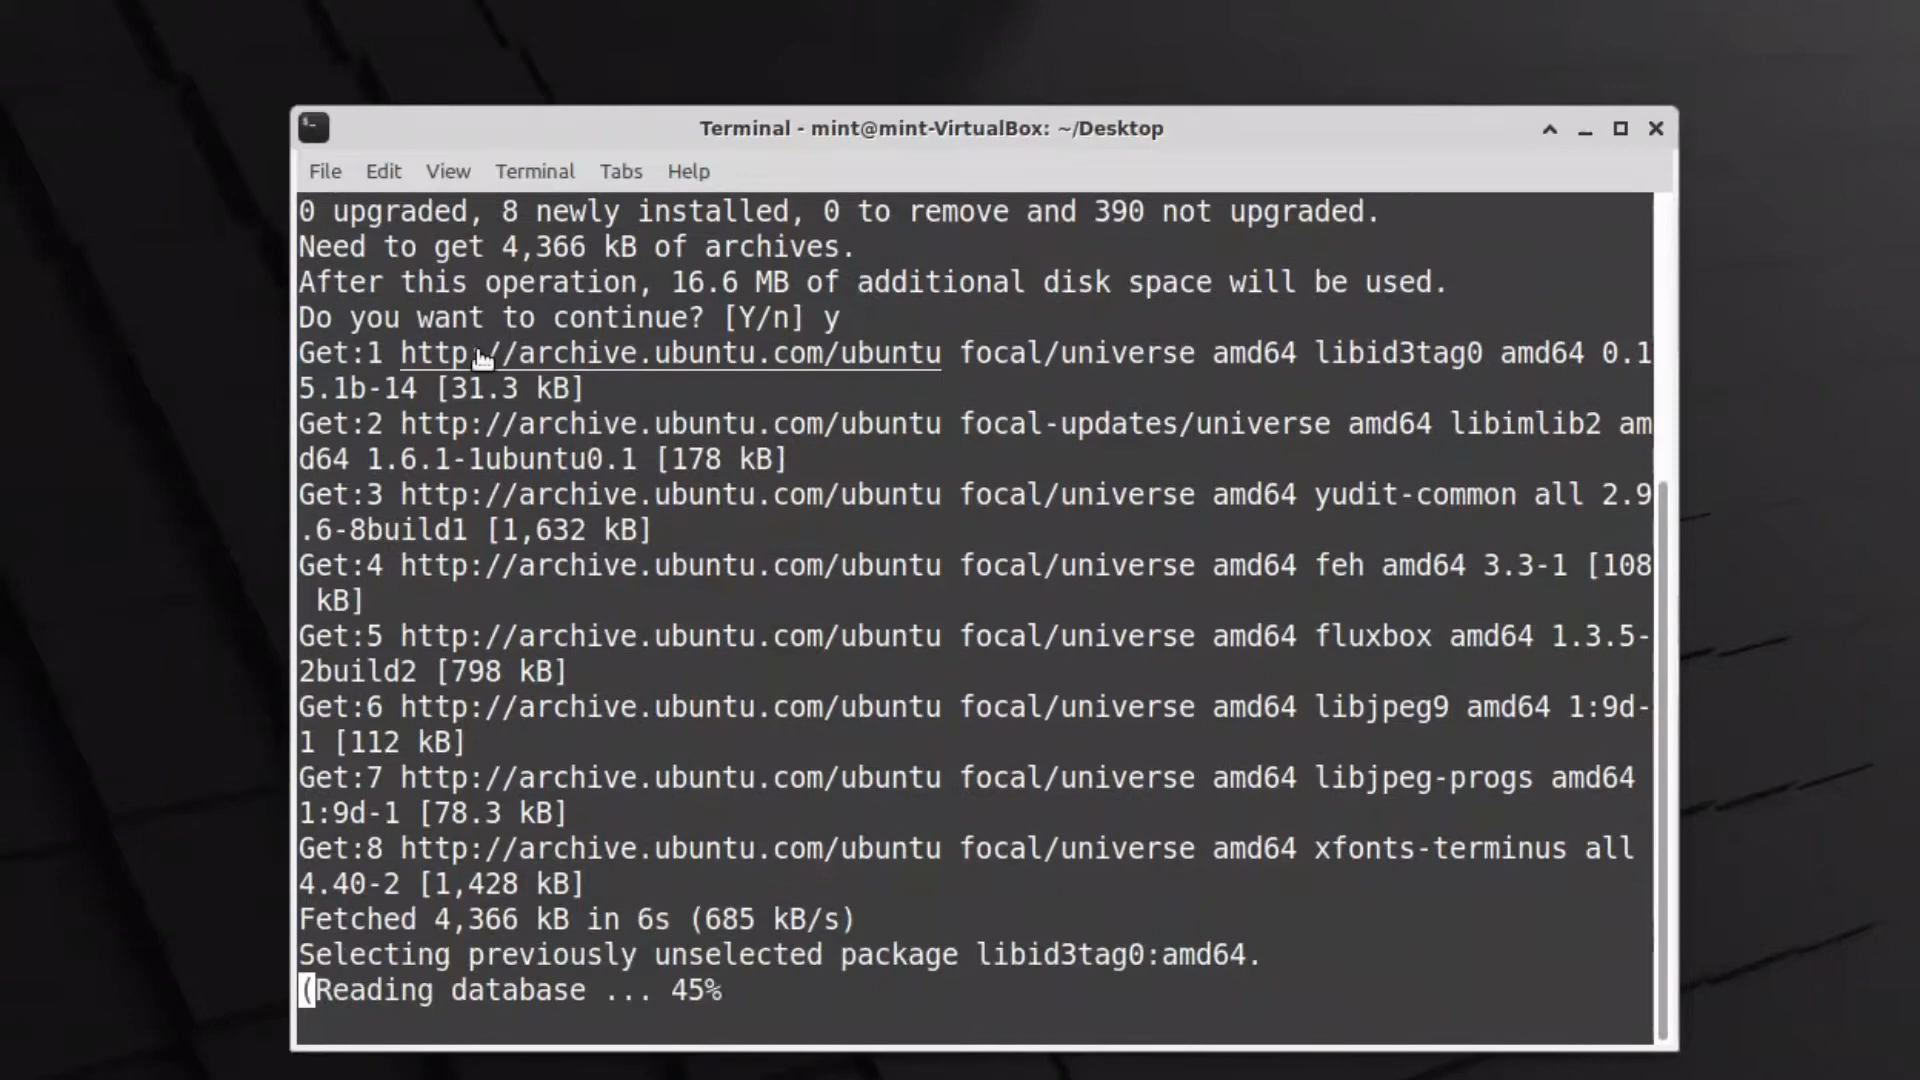 Terminal - mint@mint-VirtualBox: ~/Desktop
File Edit View Terminal Tabs Help
0 upgraded, 8 newly installed, 0 to remove and 390 not upgraded.
Need to get 4,366 kB of archives.
After this operation, 16.6 MB of additional disk space will be used.
Do you want to continue? [Y/n] y
Get:1 http://archive.ubuntu.com/ubuntu focal/universe amd64 libid3tag0 amd64 0.1
5.1b-14 [31.3 kB]
Get:2 http://archive.ubuntu.com/ubuntu focal-updates/universe amd64 libimlib2 am
d64 1.6.1-1ubuntu0.1 [178 kB]
Get:3 http://archive.ubuntu.com/ubuntu focal/universe amd64 yudit-common all 2.9
.6-8build1 [1,632 kB]
Get:4 http://archive.ubuntu.com/ubuntu focal/universe amd64 feh amd64 3.3-1 [108
 kB]
Get:5 http://archive.ubuntu.com/ubuntu focal/universe amd64 fluxbox amd64 1.3.5-
2build2 [798 kB]
Get:6 http://archive.ubuntu.com/ubuntu focal/universe amd64 libjpeg9 amd64 1:9d-
1 [112 kB]
Get:7 http://archive.ubuntu.com/ubuntu focal/universe amd64 libjpeg-progs amd64
1:9d-1 [78.3 kB]
Get:8 http://archive.ubuntu.com/ubuntu focal/universe amd64 xfonts-terminus all
4.40-2 [1,428 kB]
Fetched 4,366 kB in 6s (685 kB/s)
Selecting previously unselected package libid3tag0:amd64.
(Reading database ... 45%